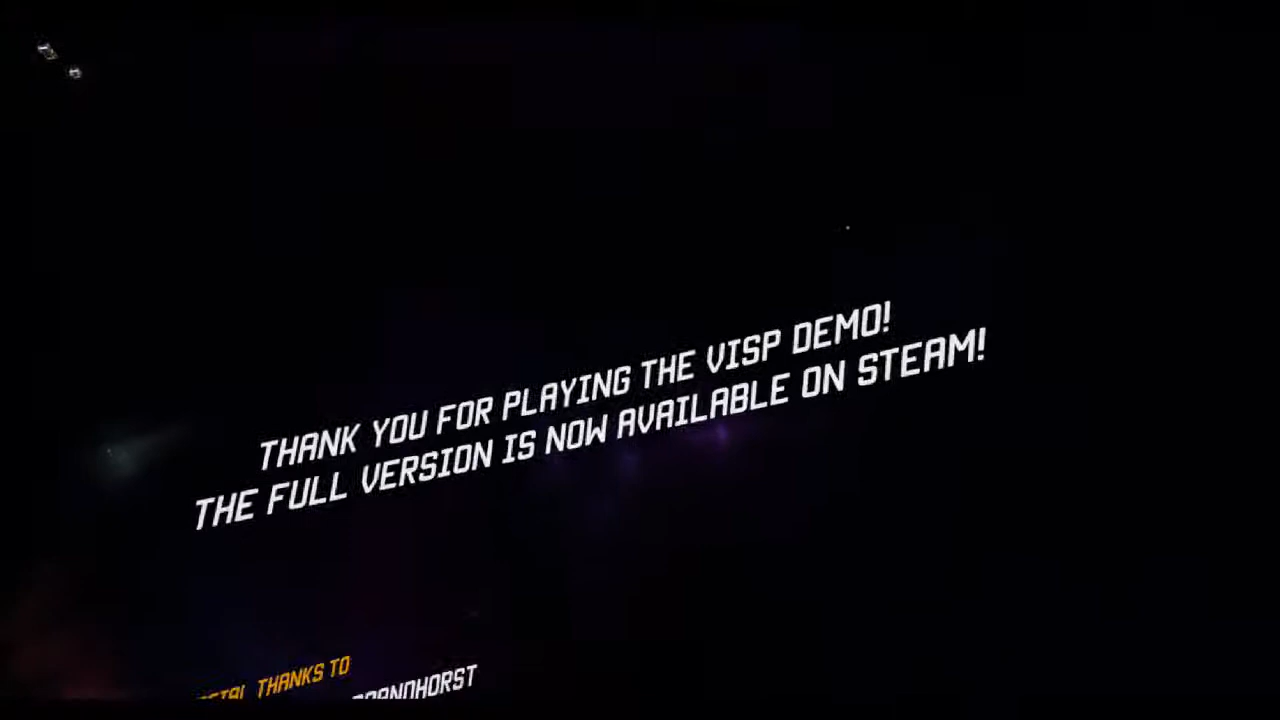 THANK YOU FOR PLAYING THE VISP DEMO!
THE FULL VERSION IS NOW AVAILABLE ON STEAM!
THANKS TO